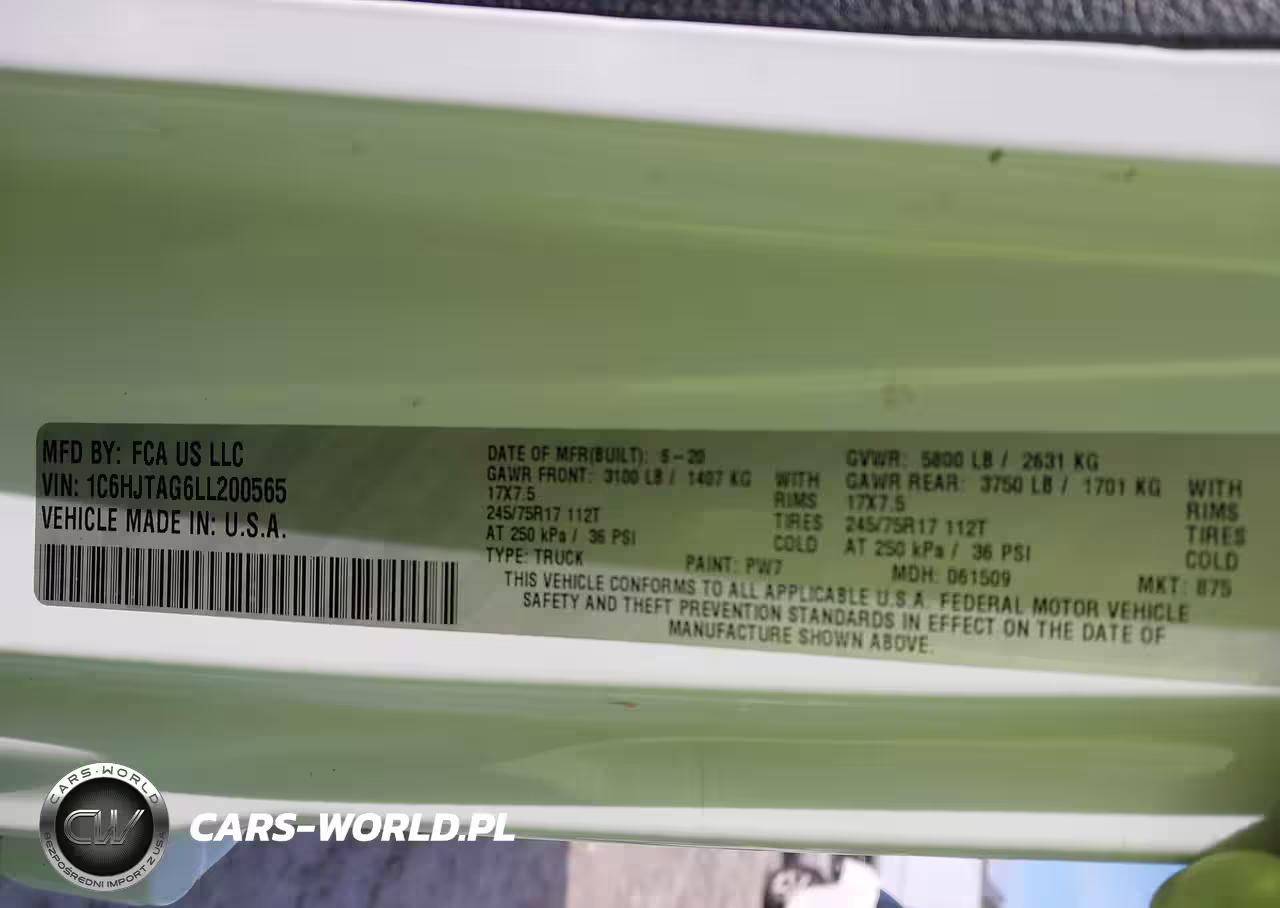 MFD BY: FCA US LLC
VIN: 1C6HJTAG6LL200565
VEHICLE MADE IN: U.S.A.
DATE OF MFR(BUILT): 6-20
GAWR FRONT: 3100 LB / 1407 KG WITH
17X7.5 RIMS
245/75R17 112T TIRES
AT 250 kPa / 36 PSI COLD
TYPE: TRUCK PAINT: PW7
GVWR: 5800 LB / 2631 KG
GAWR REAR: 3750 LB / 1701 KG WITH
17X7.5 RIMS
245/75R17 112T TIRES
AT 250 kPa / 36 PSI COLD
MDH: 061509 MKT: 875
THIS VEHICLE CONFORMS TO ALL APPLICABLE U.S.A. FEDERAL MOTOR VEHICLE
SAFETY AND THEFT PREVENTION STANDARDS IN EFFECT ON THE DATE OF
MANUFACTURE SHOWN ABOVE.
CARS-WORLD
CW
BEZPOŚREDNI IMPORT Z USA
CARS-WORLD.PL